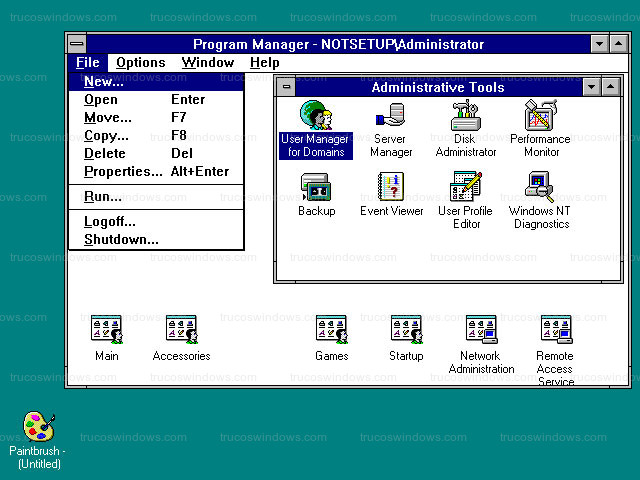 Program Manager - NOTSETUP\Administrator
File Options Window Help
New...
Open Enter
Move... F7
Copy... F8
Delete Del
Properties... Alt+Enter
Run...
Logoff...
Shutdown...
Administrative Tools
User Manager
for Domains
Server
Manager
Disk
Administrator
Performance
Monitor
Backup
Event Viewer
User Profile
Editor
Windows NT
Diagnostics
Main
Accessories
Games
Startup
Network
Administration
Remote
Access
Service
Paintbrush -
(Untitled)
trucoswindows.com